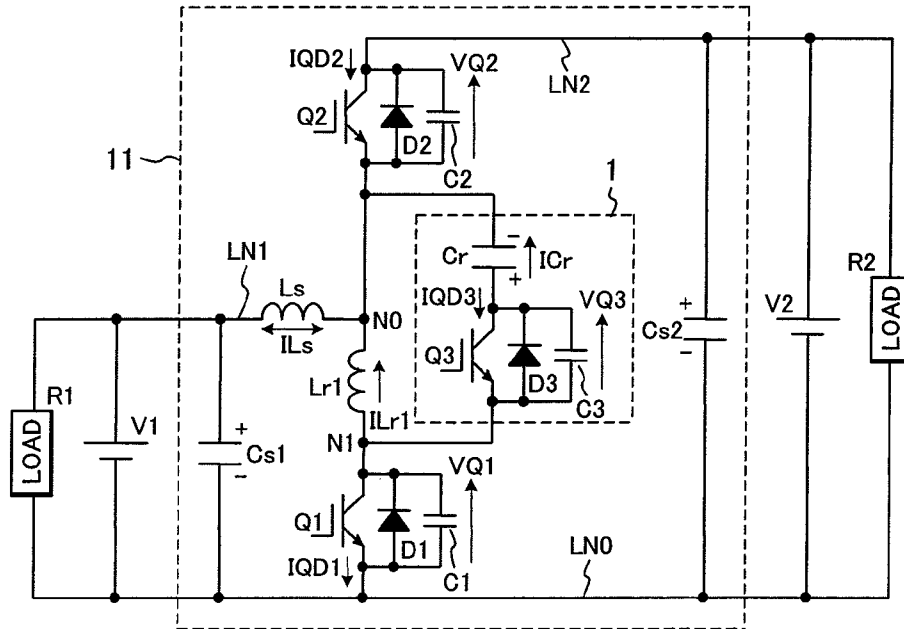 IQD2
VQ2
LN2
Q2
D2
C2
11
1
Cr
-
ICr
+
LN1
Ls
ILs
N0
IQD3
VQ3
Q3
D3
C3
Cs2
+
-
V2
R2
LOAD
Lr1
ILr1
N1
R1
LOAD
V1
+
Cs1
-
VQ1
Q1
D1
C1
IQD1
LN0